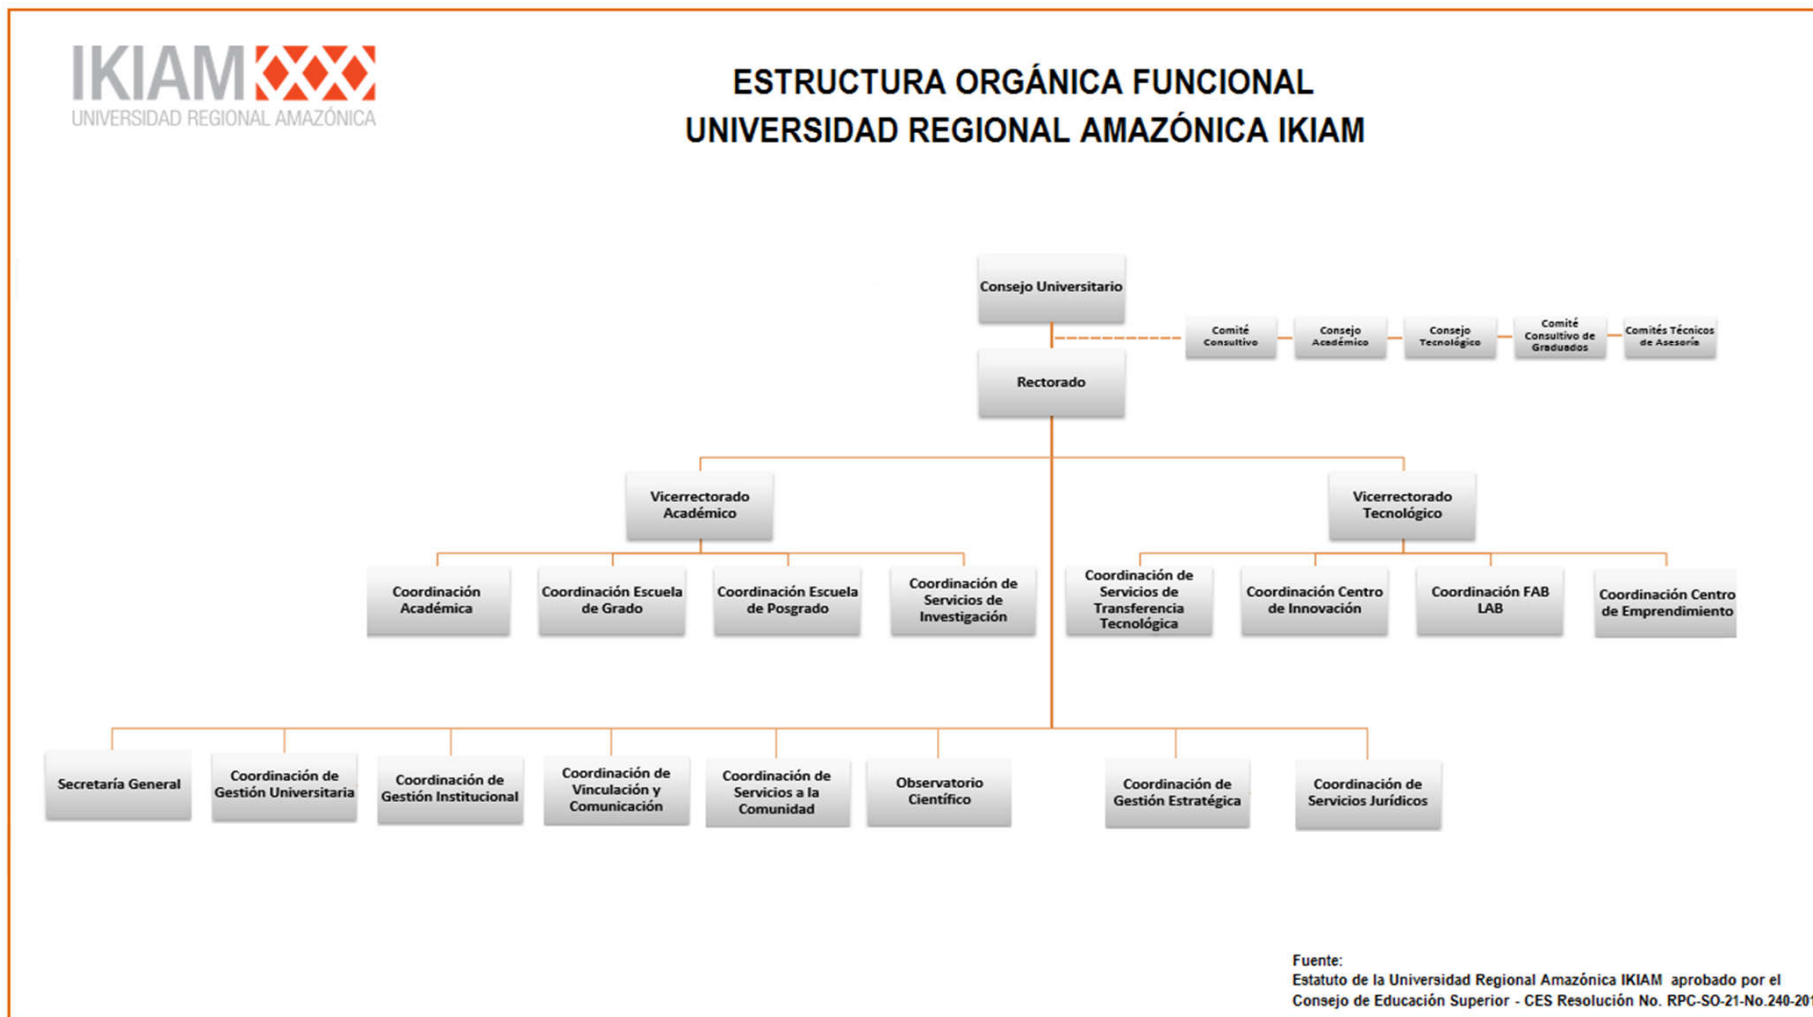 IKIAM
UNIVERSIDAD REGIONAL AMAZÓNICA
ESTRUCTURA ORGÁNICA FUNCIONAL
UNIVERSIDAD REGIONAL AMAZÓNICA IKIAM
Consejo Universitario
Comité
Consultivo
Consejo
Académico
Consejo
Tecnológico
Comité
Consultivo de
Graduados
Comités Técnicos
de Asesoría
Rectorado
Vicerrectorado
Académico
Vicerrectorado
Tecnológico
Coordinación
Académica
Coordinación Escuela
de Grado
Coordinación Escuela
de Posgrado
Coordinación de
Servicios de
Investigación
Coordinación de
Servicios de
Transferencia
Tecnológica
Coordinación Centro
de Innovación
Coordinación FAB
LAB
Coordinación Centro
de Emprendimiento
Secretaría General
Coordinación de
Gestión Universitaria
Coordinación de
Gestión Institucional
Coordinación de
Vinculación y
Comunicación
Coordinación de
Servicios a la
Comunidad
Observatorio
Científico
Coordinación de
Gestión Estratégica
Coordinación de
Servicios Jurídicos
Fuente:
Estatuto de la Universidad Regional Amazónica IKIAM aprobado por el
Consejo de Educación Superior - CES Resolución No. RPC-SO-21-No.240-201